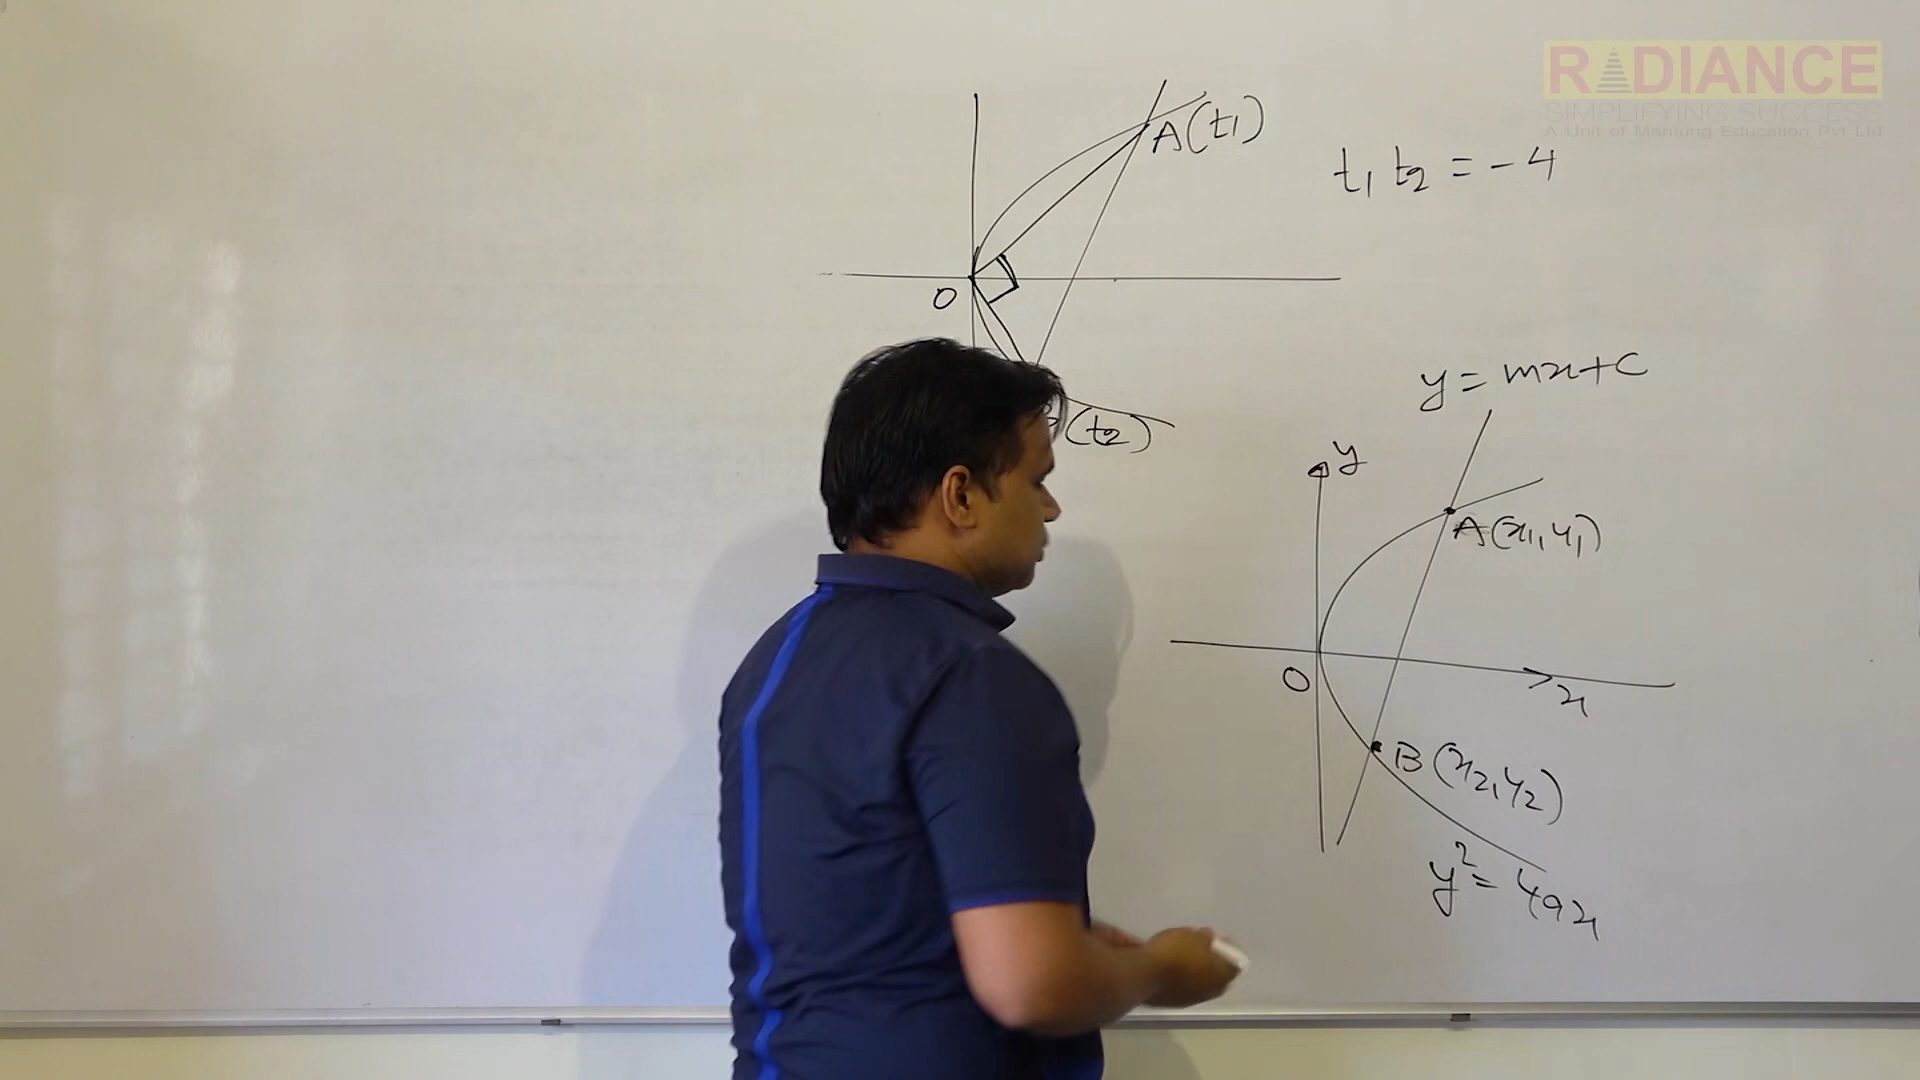 RADIANCE
SIMPLIFYING SUCCESS
A Unit of Mantung Education Pvt Ltd
A(t1)
t1 t2 = -4
O
(t2)
y = mx+c
y
A(x1,y1)
O
x
B(x2,y2)
y²= 4ax